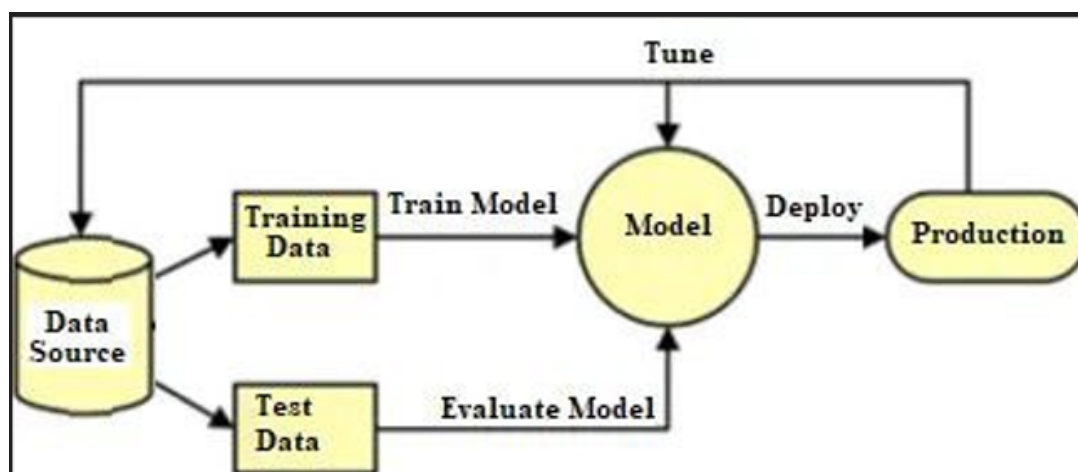 Tune
Training
Data
Train Model
Model
Deploy
Production
Data
Source
Test
Data
Evaluate Model